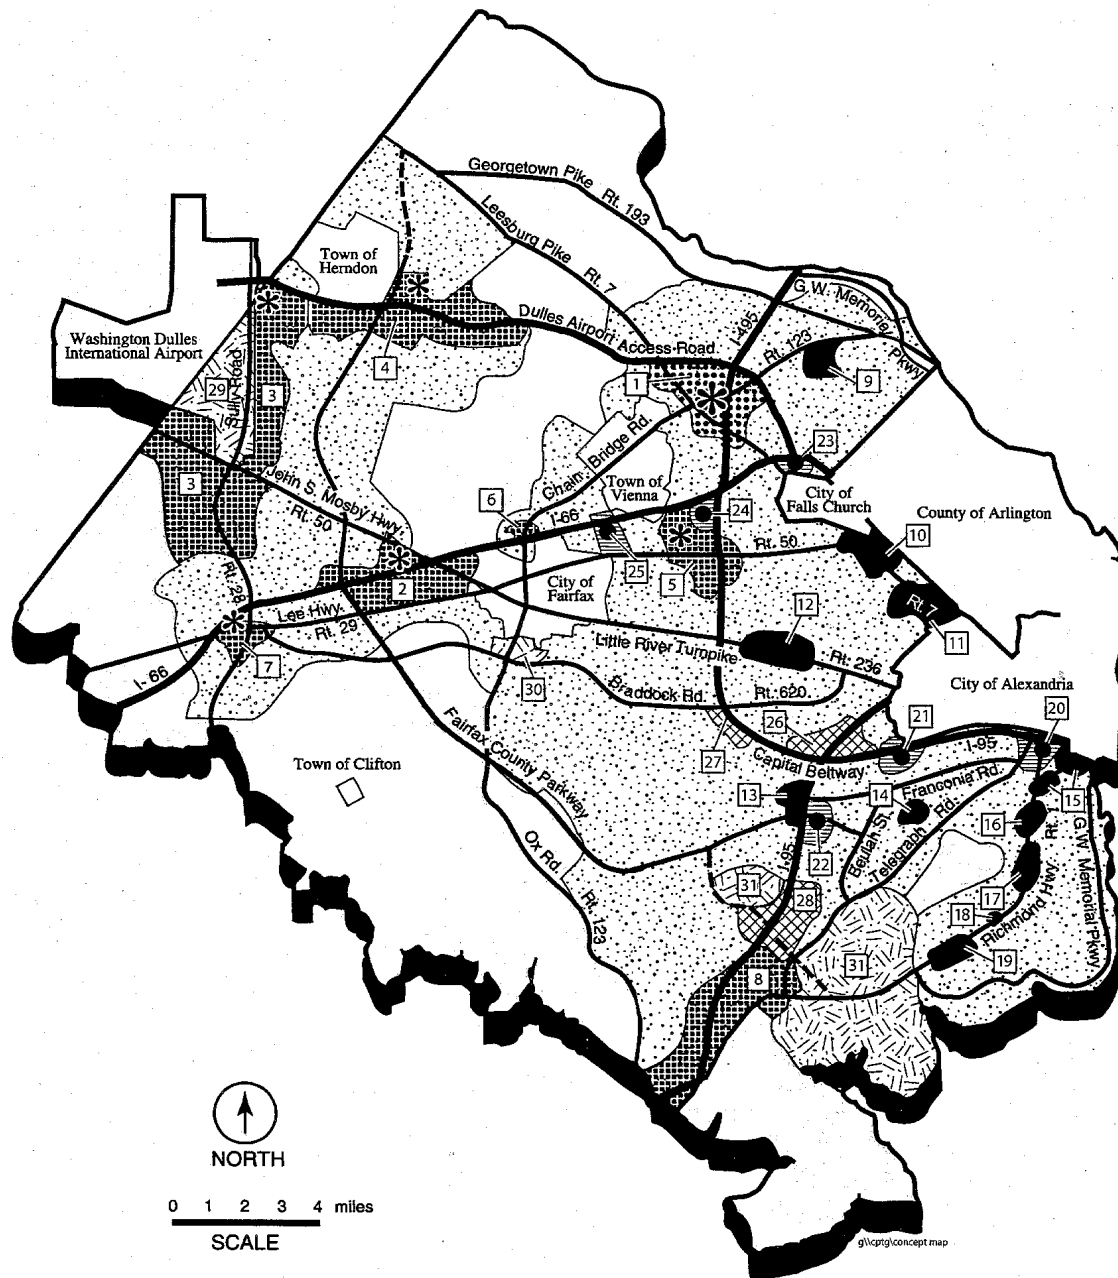 Georgetown Pike Rt. 193
Leesburg Pike Rt. 7
Town of
Herndon
G.W. Memorial Pkwy
Dulles Airport Access Road
I-495
Rt. 123
Washington Dulles
International Airport
Sully Road
29
3
4
1
9
3
John S. Mosby Hwy.
Rt. 50
Chain Bridge Rd.
Town of
Vienna
23
6
I-66
24
City of
Falls Church
County of Arlington
10
Rt. 50
25
5
2
City of
Fairfax
Rt. 28
Lee Hwy.
Rt. 29
12
Rt. 7
11
Little River Turnpike
Rt. 236
7
I-66
30
Braddock Rd.
Rt. 620
City of Alexandria
26
21
20
27
Capital Beltway
I-95
Fairfax County Parkway
Town of Clifton
13
14
Franconia Rd.
15
Beulah St.
Telegraph Rd.
16
Rt. 1
G.W. Memorial Pkwy
22
Ox Rd.
Rt. 123
I-95
31
28
17
18
Richmond Hwy
19
31
8
NORTH
0 1 2 3 4 miles
SCALE
g\\cptg\concept map